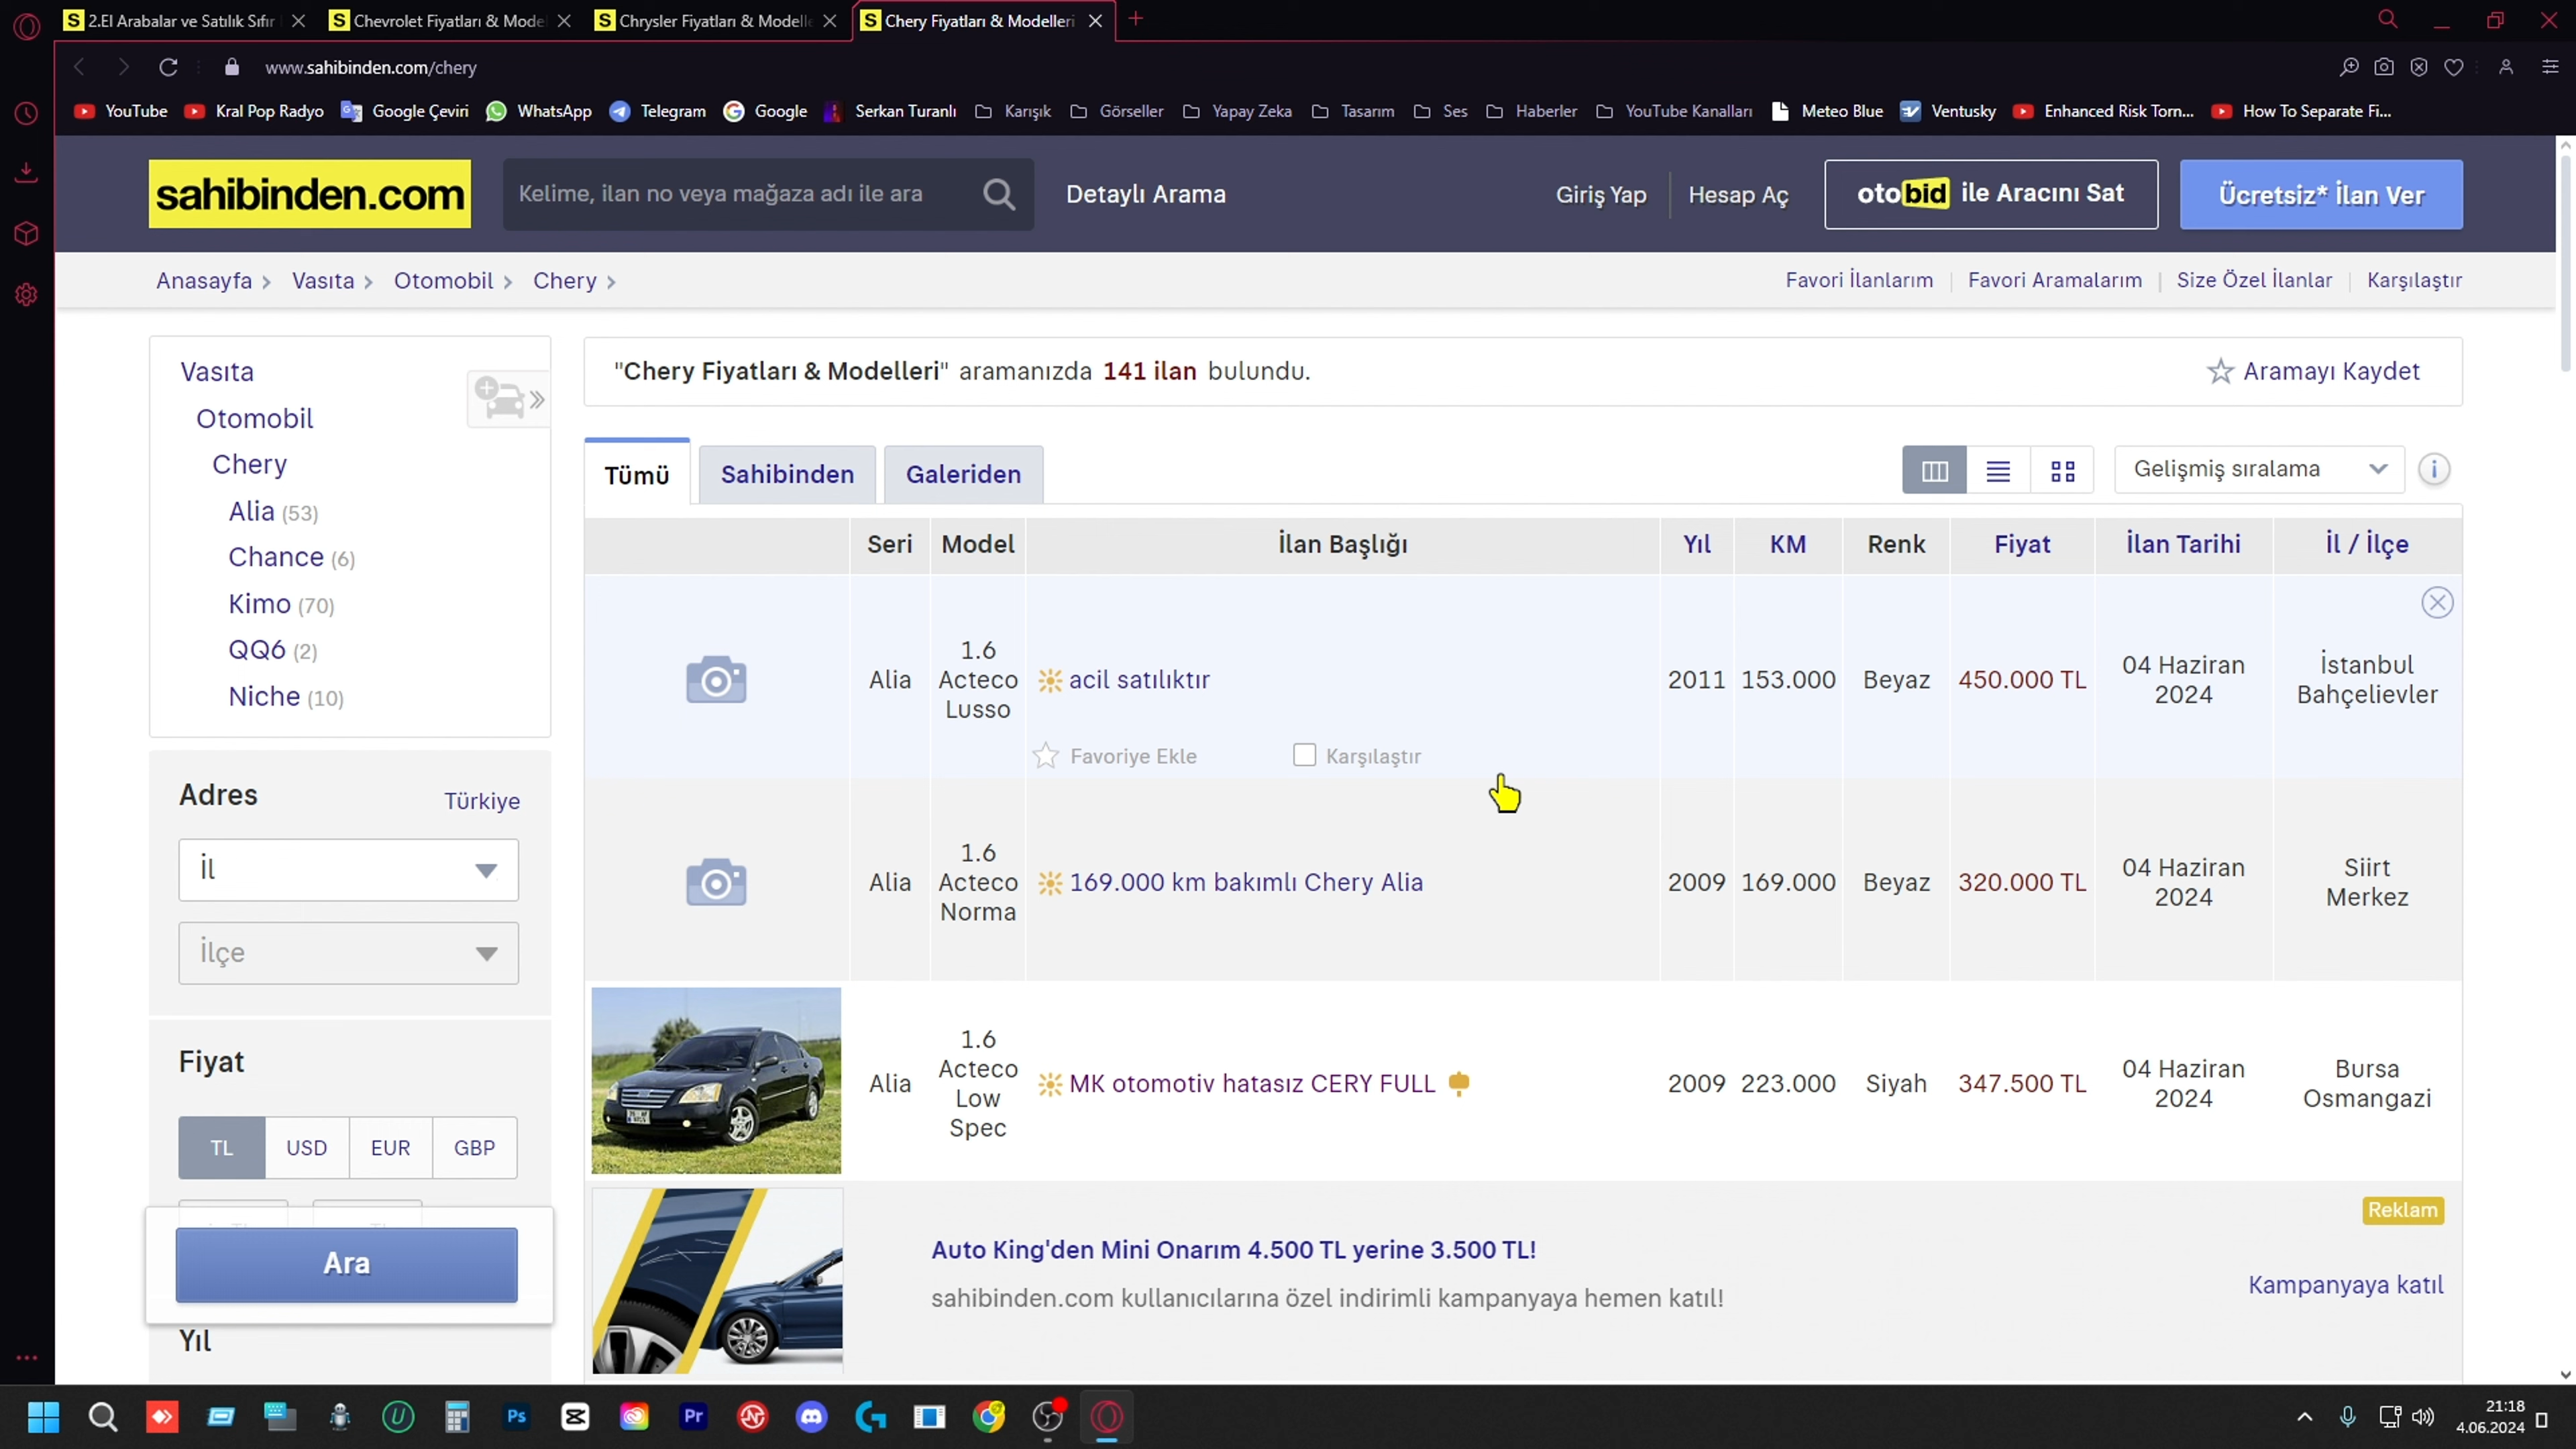 2.El Arabalar ve Satılık Sıfır
Chevrolet Fiyatları & Model
Chrysler Fiyatları & Modelle
Chery Fiyatları & Modelleri
www.sahibinden.com/chery
YouTube
Kral Pop Radyo
Google Çeviri
WhatsApp
Telegram
Google
Serkan Turanlı
Karışık
Görseller
Yapay Zeka
Tasarım
Ses
Haberler
YouTube Kanalları
Meteo Blue
Ventusky
Enhanced Risk Torn...
How To Separate Fi...
sahibinden.com
Kelime, ilan no veya mağaza adı ile ara
Detaylı Arama
Giriş Yap
Hesap Aç
otobid ile Aracını Sat
Ücretsiz* İlan Ver
Anasayfa
Vasıta
Otomobil
Chery
Favori İlanlarım
Favori Aramalarım
Size Özel İlanlar
Karşılaştır
Vasıta
Otomobil
Chery
Alia (53)
Chance (6)
Kimo (70)
QQ6 (2)
Niche (10)
Adres
Türkiye
İl
İlçe
Fiyat
TL
USD
EUR
GBP
Ara
Yıl
"Chery Fiyatları & Modelleri" aramanızda 141 ilan bulundu.
Aramayı Kaydet
Tümü
Sahibinden
Galeriden
Gelişmiş sıralama
Seri
Model
İlan Başlığı
Yıl
KM
Renk
Fiyat
İlan Tarihi
İl / İlçe
Alia
1.6
Acteco
Lusso
acil satılıktır
2011
153.000
Beyaz
450.000 TL
04 Haziran
2024
İstanbul
Bahçelievler
Favoriye Ekle
Karşılaştır
Alia
1.6
Acteco
Norma
169.000 km bakımlı Chery Alia
2009
169.000
Beyaz
320.000 TL
04 Haziran
2024
Siirt
Merkez
Alia
1.6
Acteco
Low
Spec
MK otomotiv hatasız CERY FULL
2009
223.000
Siyah
347.500 TL
04 Haziran
2024
Bursa
Osmangazi
Reklam
Auto King'den Mini Onarım 4.500 TL yerine 3.500 TL!
sahibinden.com kullanıcılarına özel indirimli kampanyaya hemen katıl!
Kampanyaya katıl
Ps
Pr
21:18
4.06.2024